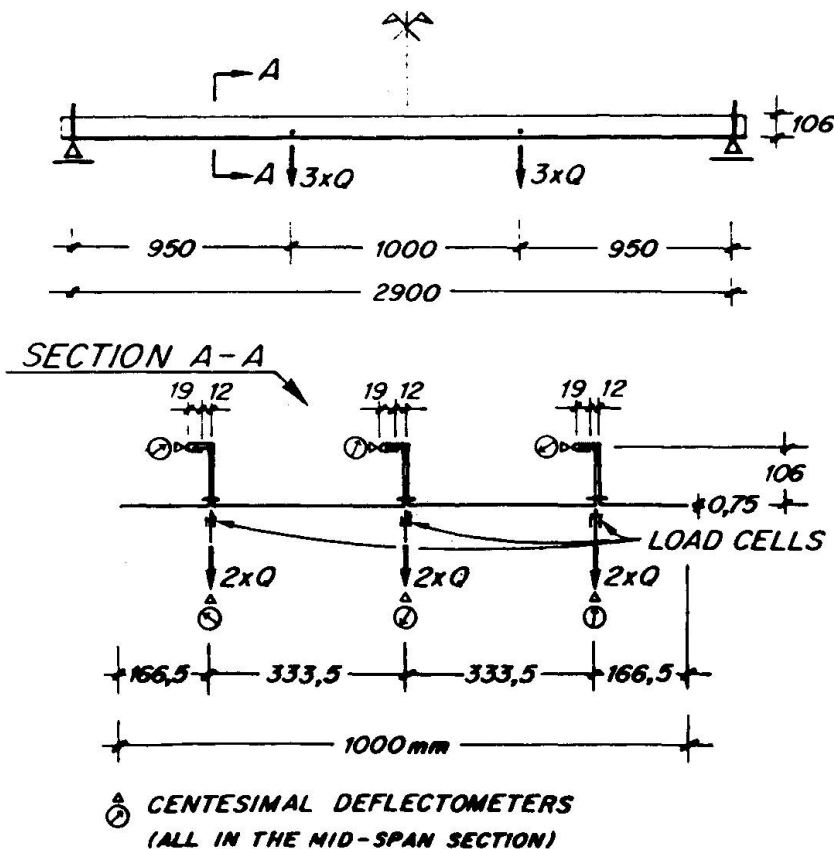 A
106
A
3xQ
3xQ
950
1000
950
2900
SECTION A-A
19
12
19
12
19
12
106
0,75
LOAD CELLS
2xQ
2xQ
2xQ
166,5
333,5
333,5
166,5
1000mm
CENTESIMAL DEFLECTOMETERS
(ALL IN THE MID-SPAN SECTION)